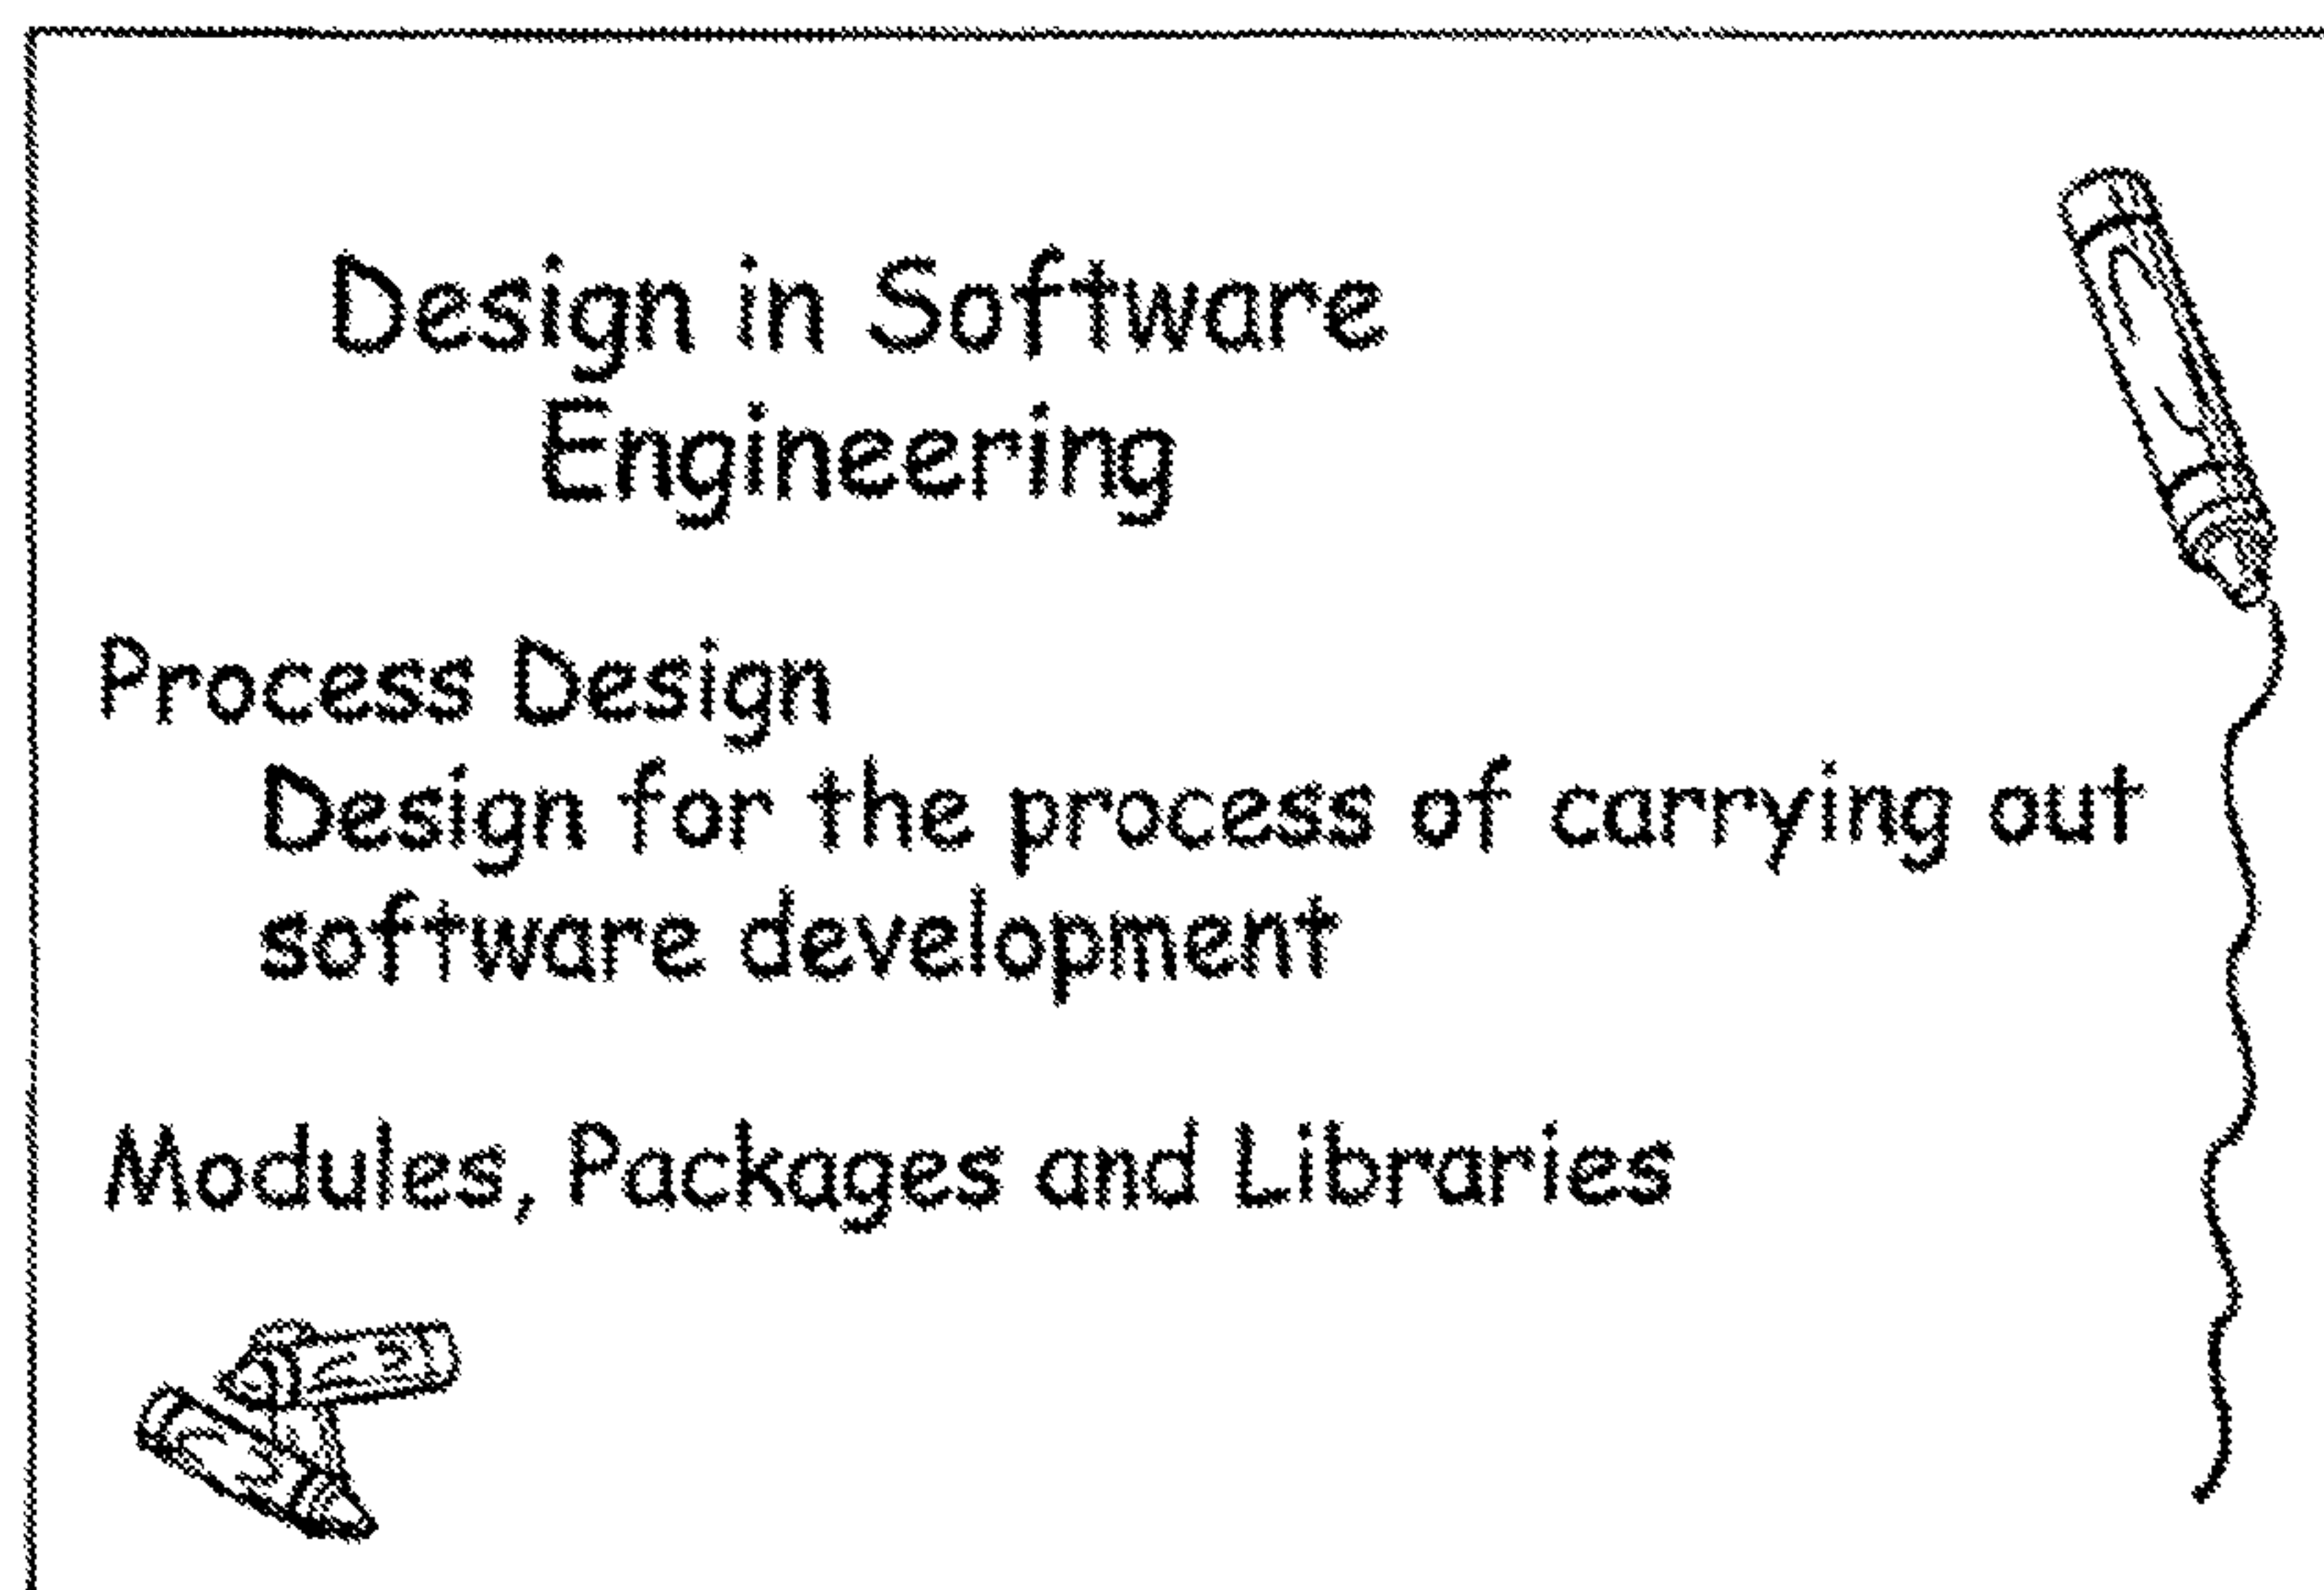 Design in Software
Engineering
Process Design
Design for the process of carrying out
software development
Modules, Packages and Libraries